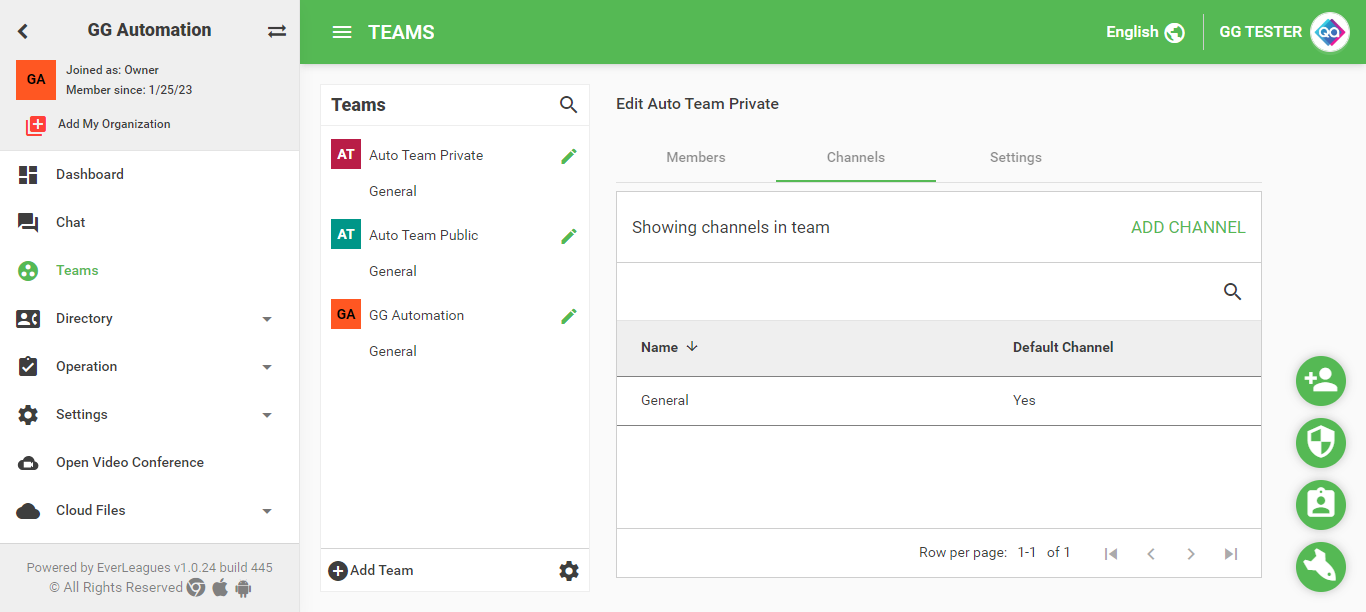 GG Automation
GA
Joined as: Owner
Member since: 1/25/23
Add My Organization
Dashboard
Chat
Teams
Directory
Operation
Settings
Open Video Conference
Cloud Files
Powered by EverLeagues v1.0.24 build 445
© All Rights Reserved
TEAMS
English
GG TESTER
QA
Teams
AT Auto Team Private
General
AT Auto Team Public
General
GA GG Automation
General
Add Team
Edit Auto Team Private
Members Channels Settings
Showing channels in team ADD CHANNEL
Name Default Channel
General Yes
Row per page: 1-1 of 1